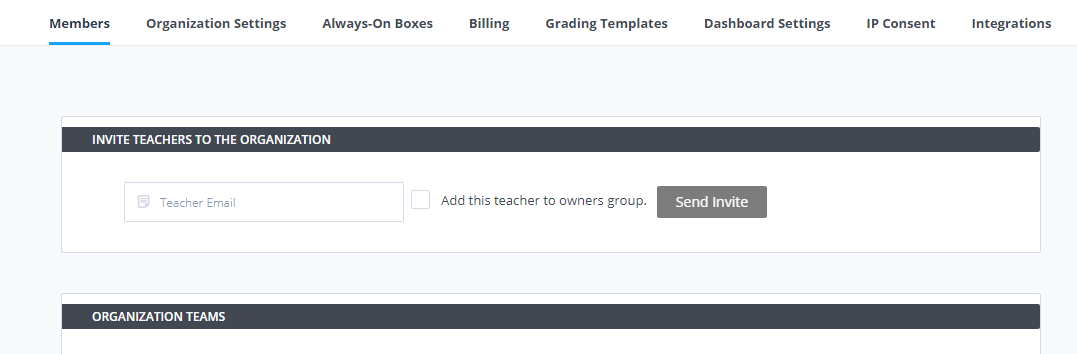 Members Organization Settings Always-On Boxes Billing Grading Templates Dashboard Settings IP Consent Integrations
INVITE TEACHERS TO THE ORGANIZATION
Teacher Email Add this teacher to owners group. Send Invite
ORGANIZATION TEAMS